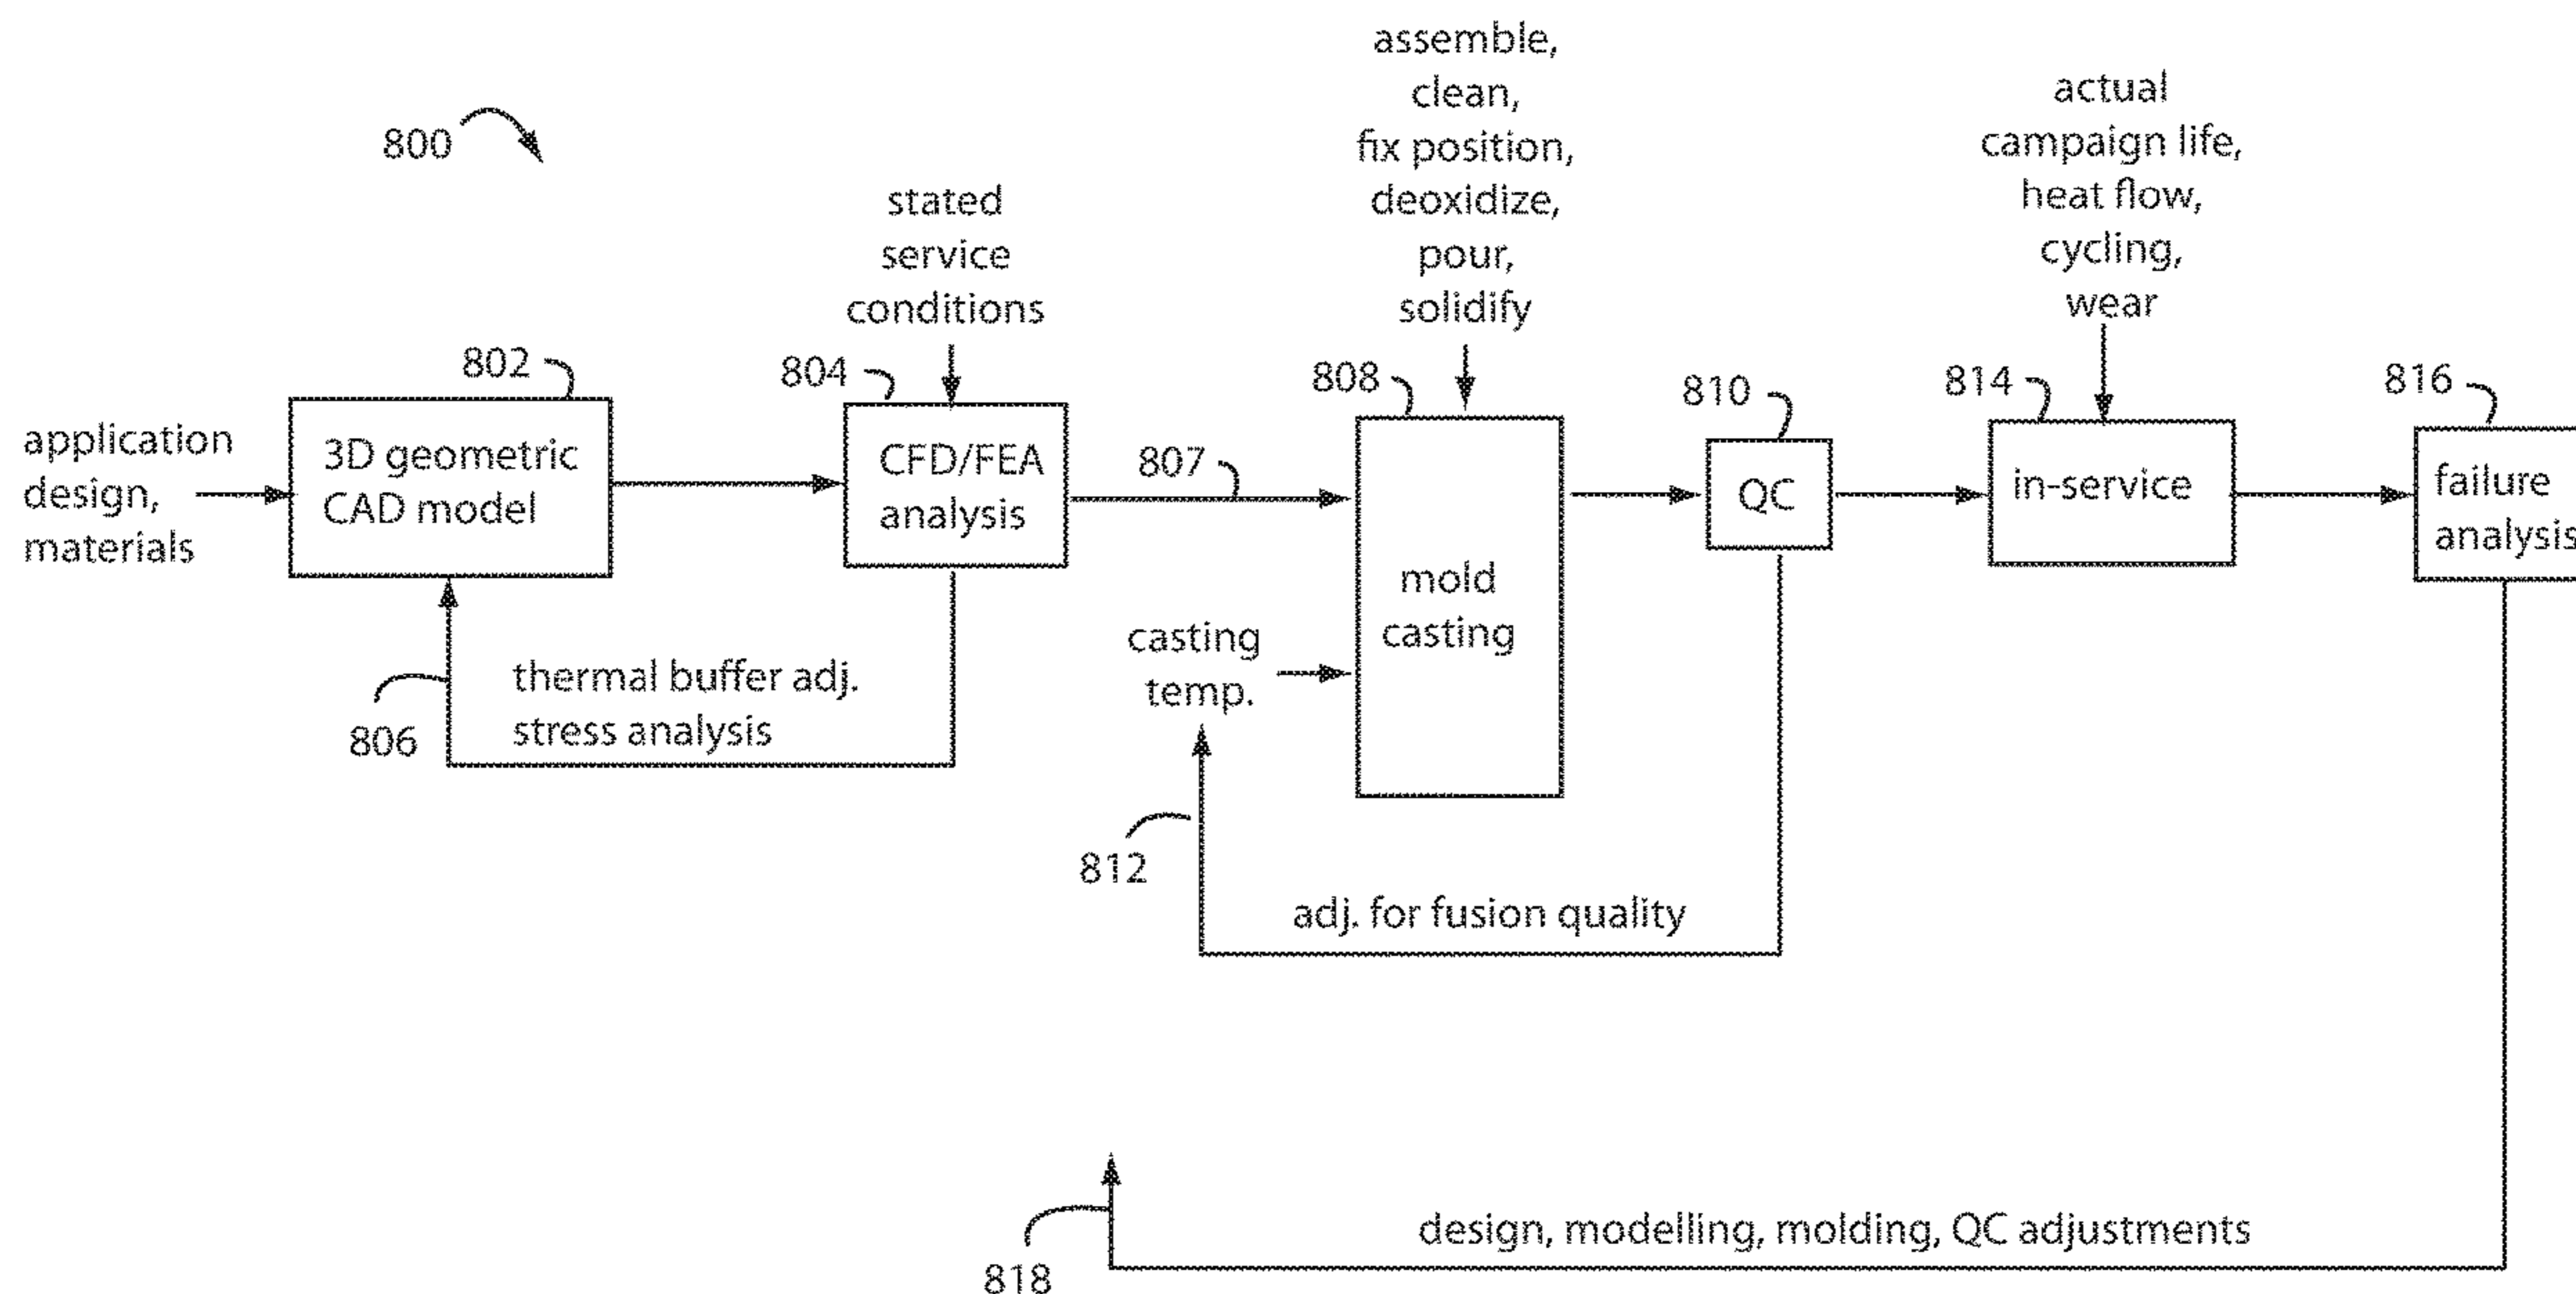 800
assemble,
clean,
fix position,
deoxidize,
pour,
solidify
actual
campaign life,
heat flow,
cycling,
wear
stated
service
conditions
802
804
808
810
814
816
application
design,
materials
3D geometric
CAD model
CFD/FEA
analysis
807
mold
casting
QC
in-service
failure
analysis
casting
temp.
thermal buffer adj.
stress analysis
806
812
adj. for fusion quality
design, modelling, molding, QC adjustments
818